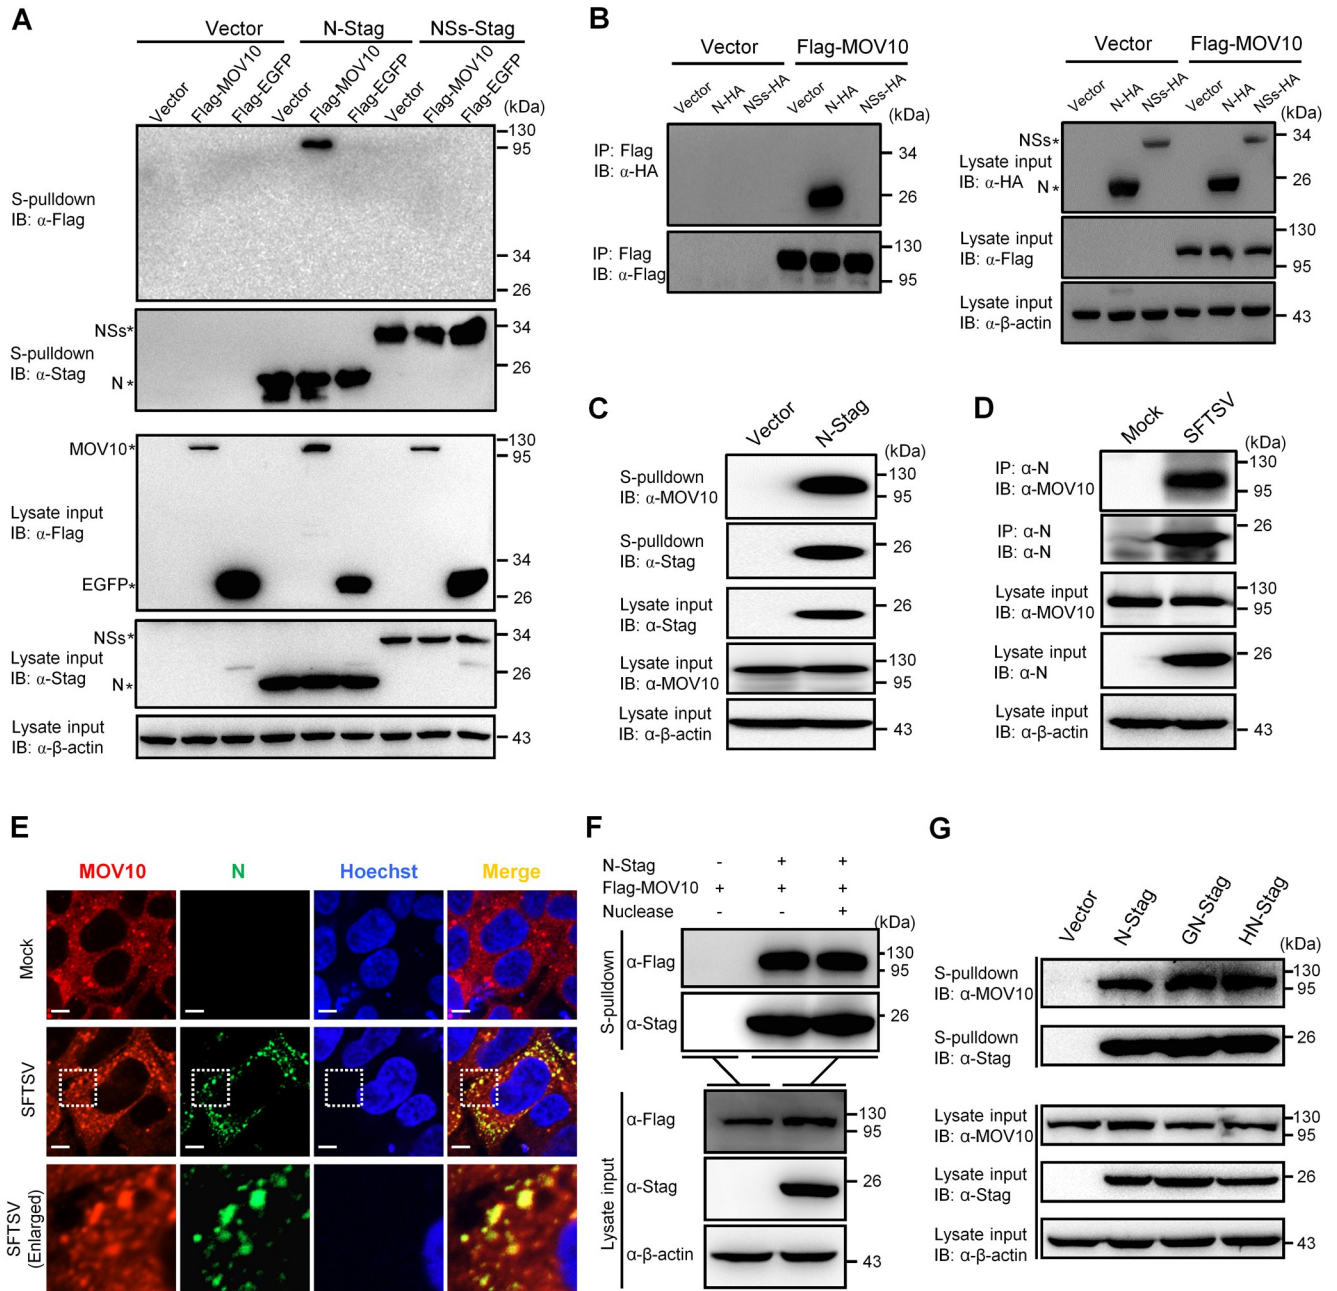 A
Vector N-Stag NSs-Stag
Vector Flag-MOV10 Flag-EGFP Vector Flag-MOV10 Flag-EGFP Vector Flag-MOV10 Flag-EGFP
(kDa)
S-pulldown
IB: α-Flag
130
95
34
26
NSs*
S-pulldown
IB: α-Stag
N *
34
26
MOV10*
Lysate input
IB: α-Flag
EGFP*
130
95
34
26
NSs*
Lysate input
IB: α-Stag
N*
34
26
Lysate input
IB: α-β-actin
43
B
Vector Flag-MOV10
Vector N-HA NSs-HA Vector N-HA NSs-HA
(kDa)
IP: Flag
IB: α-HA
34
26
IP: Flag
IB: α-Flag
130
95
Vector Flag-MOV10
Vector N-HA NSs-HA Vector N-HA NSs-HA
(kDa)
NSs*
Lysate input
IB: α-HA
N *
34
26
Lysate input
IB: α-Flag
130
95
Lysate input
IB: α-β-actin
43
C
Vector N-Stag
(kDa)
S-pulldown
IB: α-MOV10
130
95
S-pulldown
IB: α-Stag
26
Lysate input
IB: α-Stag
26
Lysate input
IB: α-MOV10
130
95
Lysate input
IB: α-β-actin
43
D
Mock SFTSV
(kDa)
IP: α-N
IB: α-MOV10
130
95
IP: α-N
IB: α-N
26
Lysate input
IB: α-MOV10
130
95
Lysate input
IB: α-N
26
Lysate input
IB: α-β-actin
43
E
MOV10 N Hoechst Merge
Mock
SFTSV
SFTSV
(Enlarged)
F
N-Stag - + +
Flag-MOV10 + + +
Nuclease - - +
(kDa)
S-pulldown
α-Flag
130
95
α-Stag
26
Lysate input
α-Flag
130
95
α-Stag
26
α-β-actin
43
G
Vector N-Stag GN-Stag HN-Stag
(kDa)
S-pulldown
IB: α-MOV10
130
95
S-pulldown
IB: α-Stag
26
Lysate input
IB: α-MOV10
130
95
Lysate input
IB: α-Stag
26
Lysate input
IB: α-β-actin
43